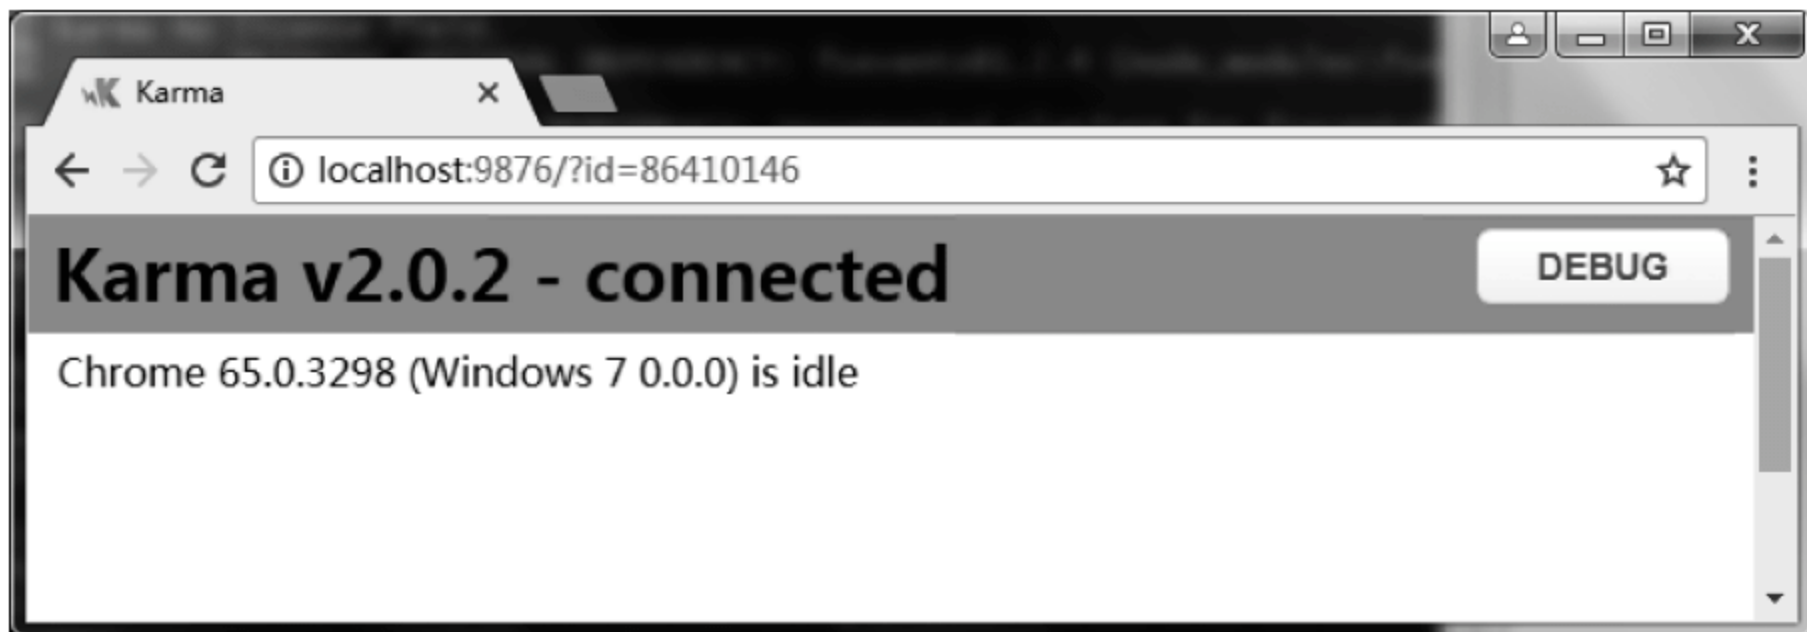 Karma
localhost:9876/?id=86410146
Karma v2.0.2 - connected
DEBUG
Chrome 65.0.3298 (Windows 7 0.0.0) is idle